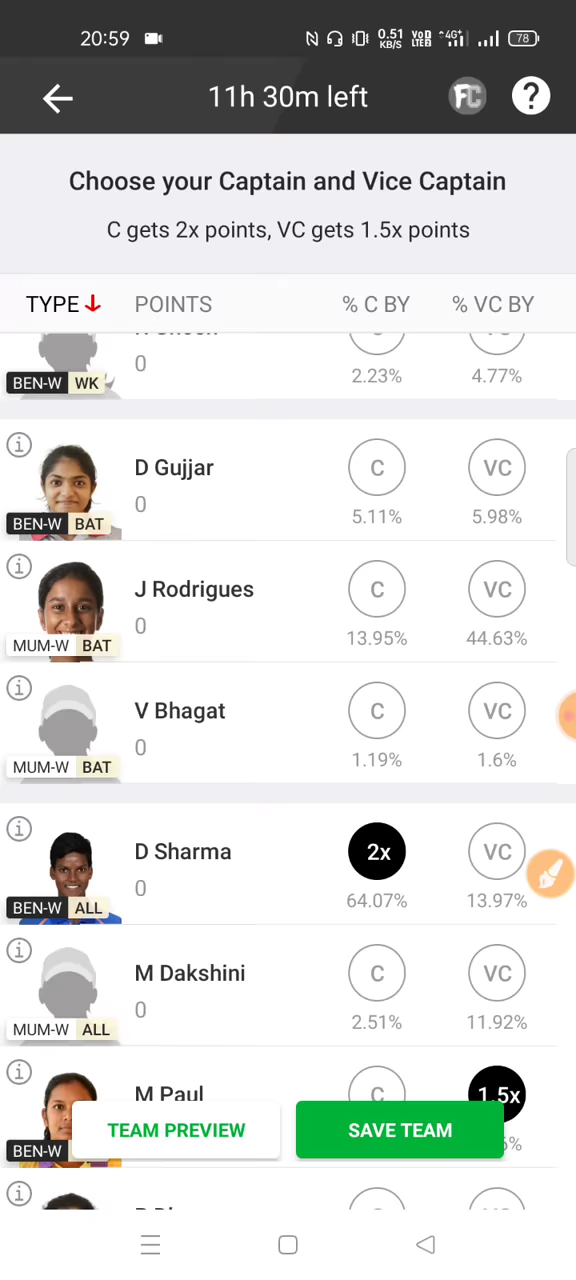 20:59 0.51 KB/S VoD LTE2 4G+ 78
11h 30m left FC ?
Choose your Captain and Vice Captain
C gets 2x points, VC gets 1.5x points
TYPE POINTS % C BY % VC BY
0
BEN-W WK 2.23% 4.77%
D Gujjar C VC
0
BEN-W BAT 5.11% 5.98%
J Rodrigues C VC
0
MUM-W BAT 13.95% 44.63%
V Bhagat C VC
0
MUM-W BAT 1.19% 1.6%
D Sharma 2x VC
0
BEN-W ALL 64.07% 13.97%
M Dakshini C VC
0
MUM-W ALL 2.51% 11.92%
M Paul C 1.5x
BEN-W TEAM PREVIEW SAVE TEAM